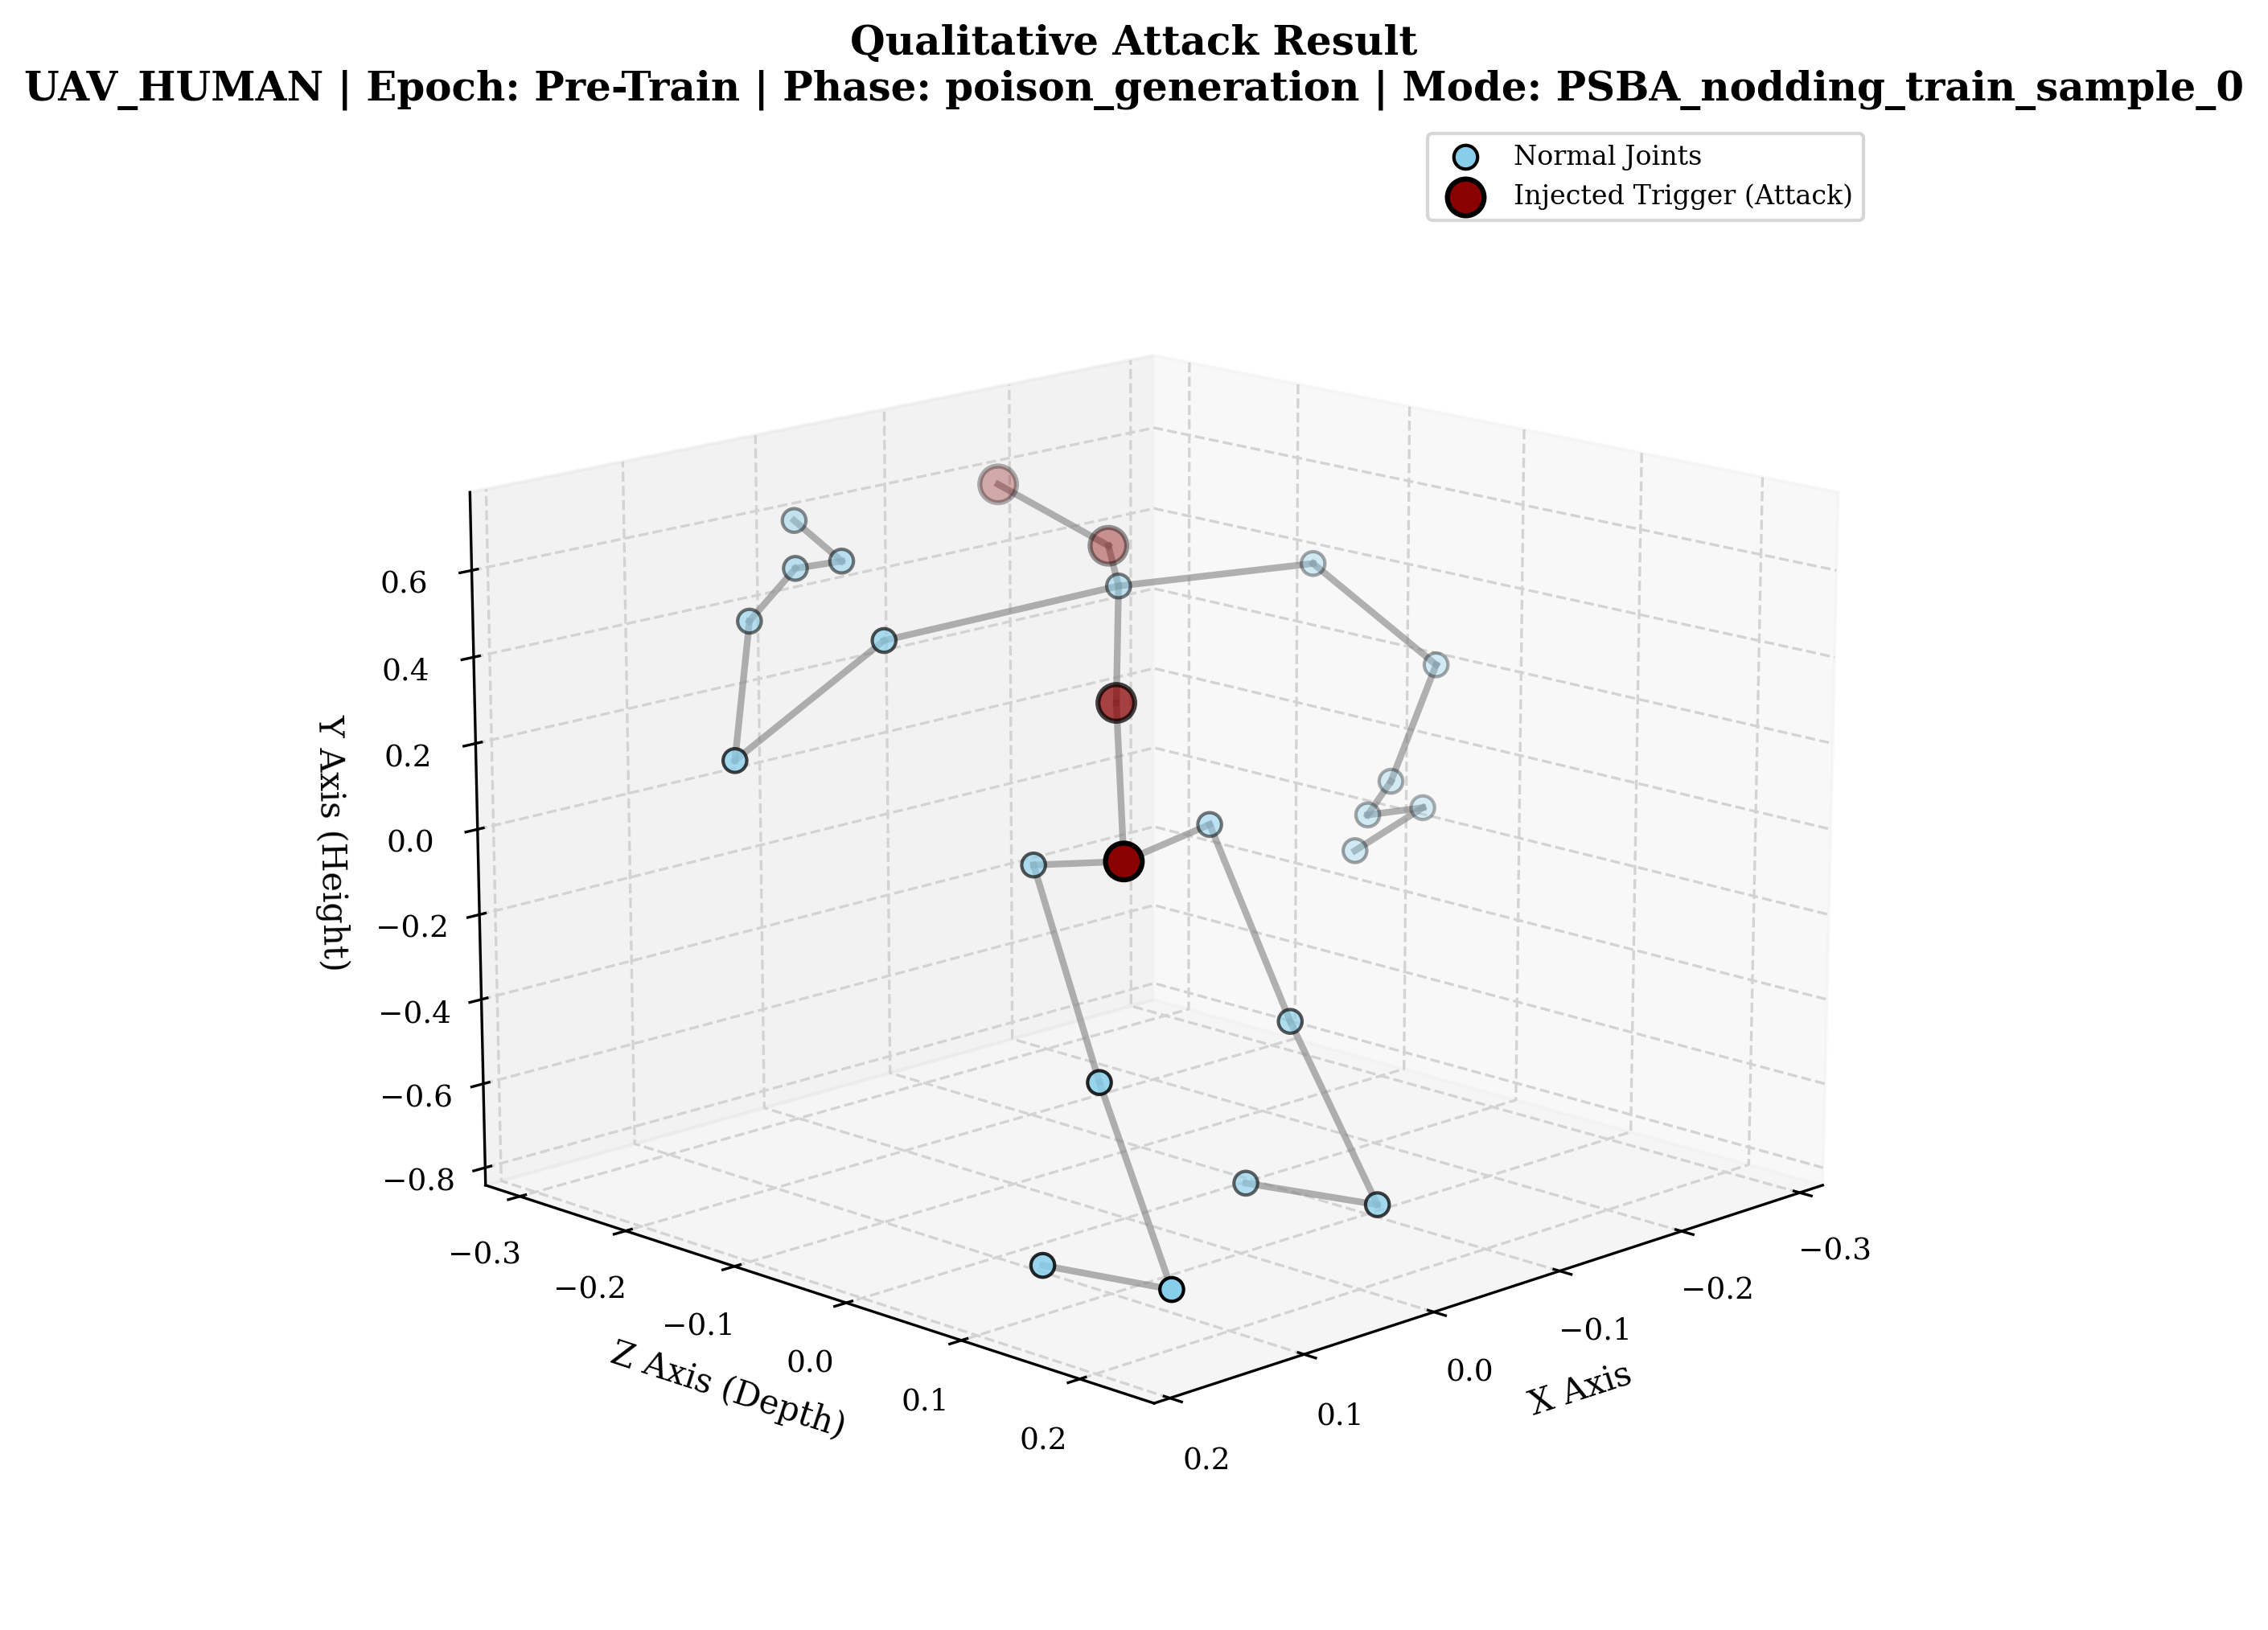 Qualitative Attack Result
UAV_HUMAN | Epoch: Pre-Train | Phase: poison_generation | Mode: PSBA_nodding_train_sample_0
Normal Joints
Injected Trigger (Attack)
Y Axis (Height)
0.6
0.4
0.2
0.0
−0.2
−0.4
−0.6
−0.8
−0.3
−0.2
−0.1
0.0
0.1
0.2
Z Axis (Depth)
0.2
0.1
0.0
−0.1
−0.2
−0.3
X Axis